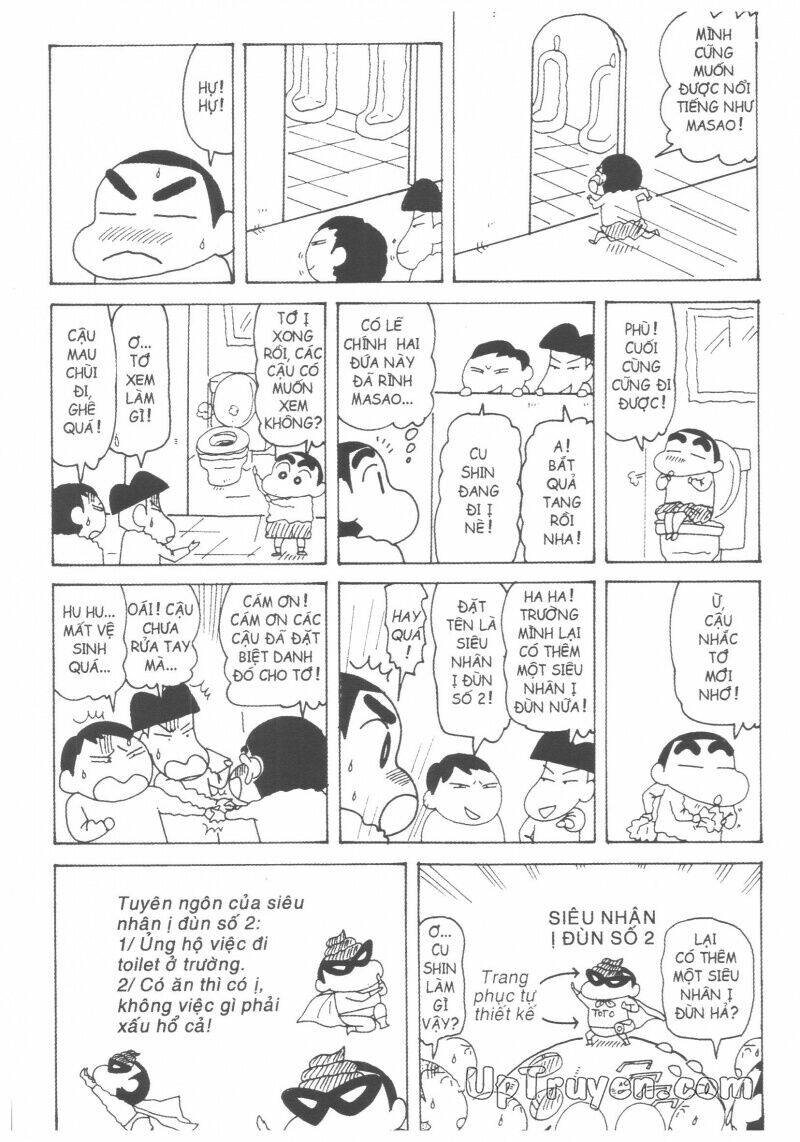 MÌNH
CŨNG
MUỐN
ĐƯỢC NỔI
TIẾNG NHƯ
MASAO!
HỰ!
HỰ!
PHÙ!
CUỐI
CÙNG
CŨNG ĐI
ĐƯỢC!
A!
BẮT
QUẢ
TANG
RỒI
NHA!
CU
SHIN
ĐANG
ĐI Ị
NÈ!
CÓ LẼ
CHÍNH HAI
ĐỨA NÀY
ĐÃ RÌNH
MASAO...
TỚ Ị
XONG
RỒI, CÁC
CẬU CÓ
MUỐN
XEM
KHÔNG?
Ơ...
TỚ
XEM
LÀM
GÌ!
CẬU
MAU
CHÙI
ĐI,
GHÊ
QUÁ!
Ừ,
CẬU
NHẮC
TỚ
MỚI
NHỚ!
HA HA!
TRƯỜNG
MÌNH LẠI
CÓ THÊM
MỘT SIÊU
NHÂN Ị
ĐÙN NỮA!
ĐẶT
TÊN LÀ
SIÊU
NHÂN
Ị ĐÙN
SỐ 2!
HAY
QUÁ
!
CÁM ƠN!
CÁM ƠN CÁC
CẬU ĐÃ ĐẶT
BIỆT DANH
ĐÓ CHO TỚ!
OÁI! CẬU
CHƯA
RỬA TAY
MÀ...
HU HU...
MẤT VỆ
SINH
QUÁ...
LẠI
CÓ THÊM
MỘT SIÊU
NHÂN Ị
ĐÙN HẢ?
SIÊU NHÂN
Ị ĐÙN SỐ 2
Trang
phục tự
thiết kế
TOTO
Ơ...
CU
SHIN
LÀM
GÌ
VẬY?
Tuyên ngôn của siêu
nhân ị đùn số 2:
1/ Ủng hộ việc đi
toilet ở trường.
2/ Có ăn thì có ị,
không việc gì phải
xấu hổ cả!
UpTruyen.com